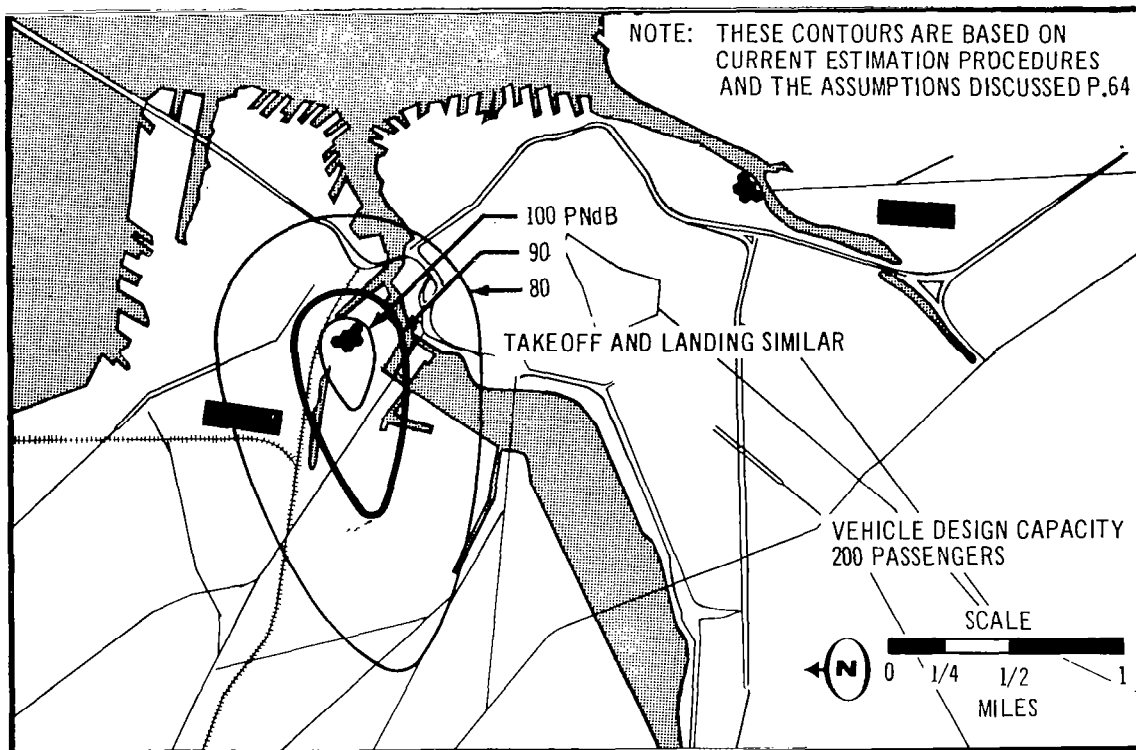 NOTE: THESE CONTOURS ARE BASED ON
CURRENT ESTIMATION PROCEDURES
AND THE ASSUMPTIONS DISCUSSED P.64
100 PNdB
90
80
TAKEOFF AND LANDING SIMILAR
VEHICLE DESIGN CAPACITY
200 PASSENGERS
SCALE
N
0 1/4 1/2 1
MILES